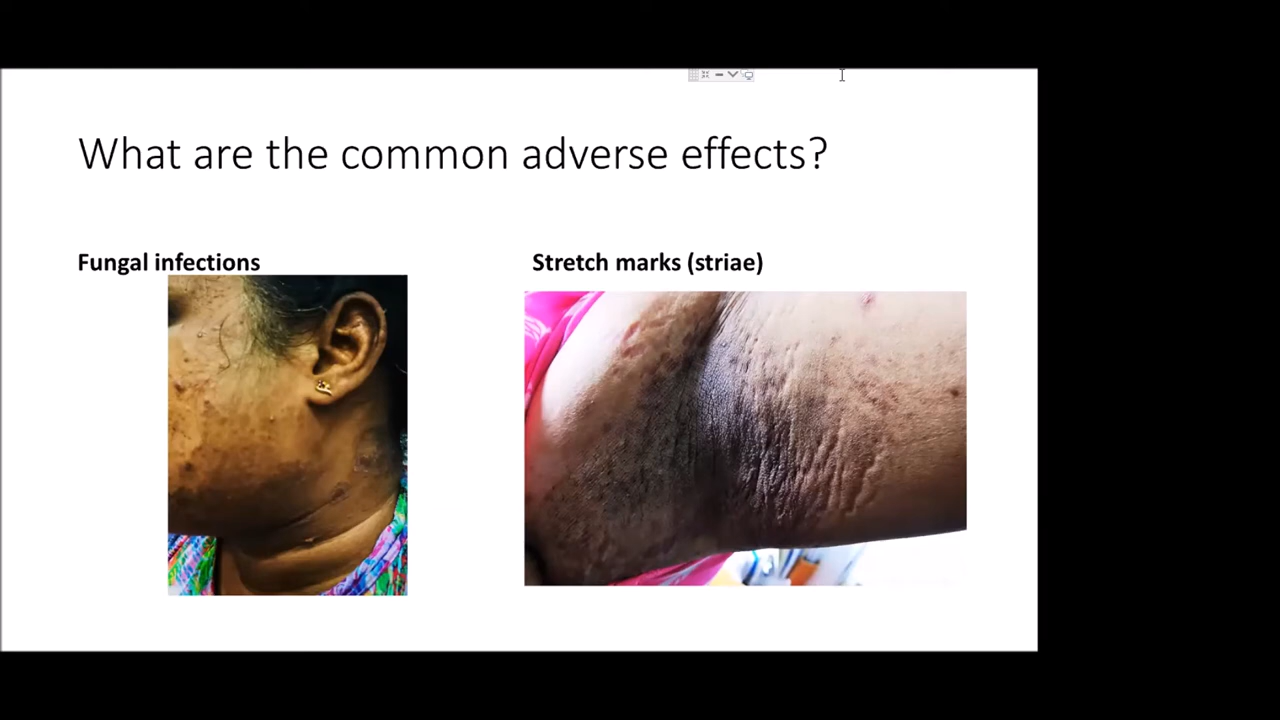 What are the common adverse effects?
Fungal infections
Stretch marks (striae)